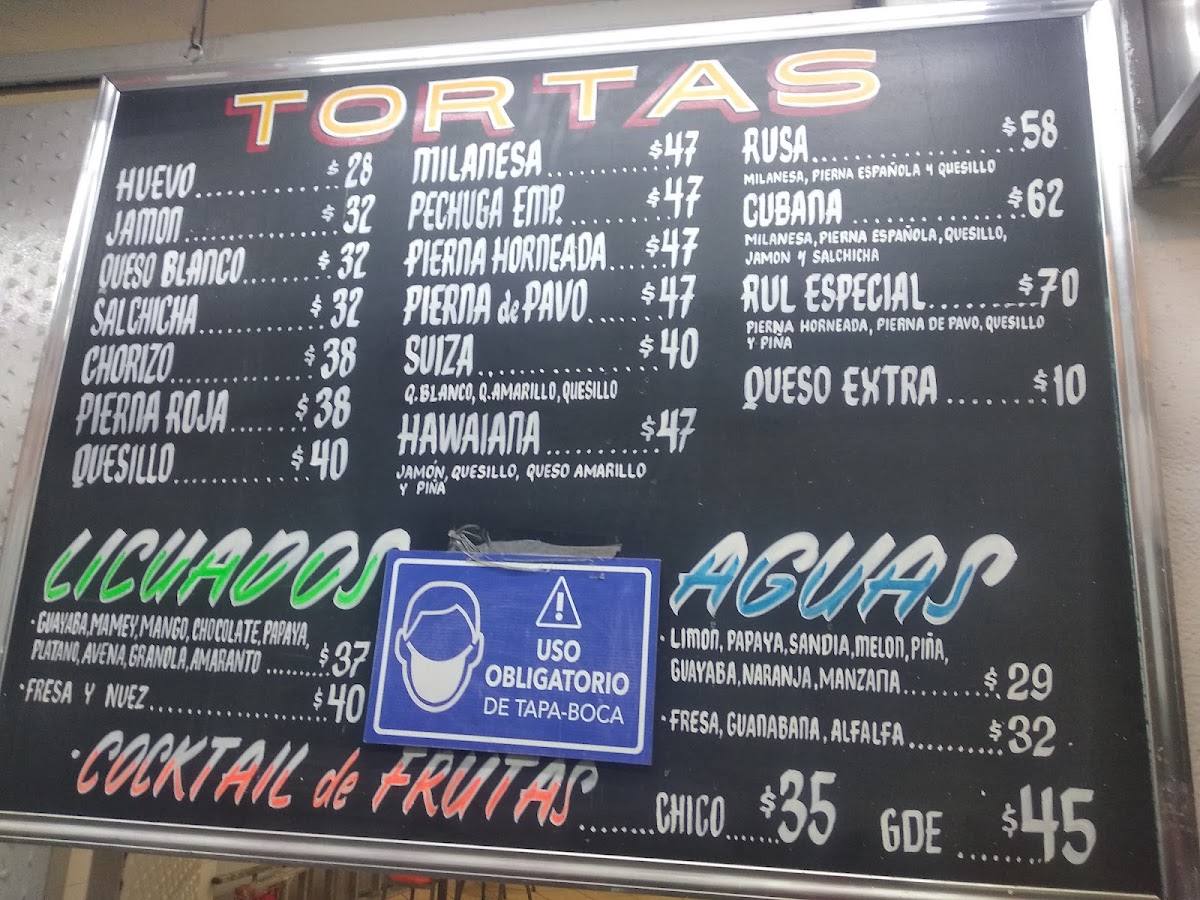 TORTAS
HUEVO........... $28
JAMON........... $32
QUESO BLANCO....... $32
SALCHICHA........... $32
CHORIZO............ $38
PIERNA ROJA....... $38
QUESILLO........... $40
MILANESA.......... $47
PECHUGA EMP. ....... $47
PIERNA HORNEADA..... $47
PIERNA de PAVO....... $47
SUIZA............. $40
Q.BLANCO, Q.AMARILLO, QUESILLO
HAWAIANA.......... $47
JAMON, QUESILLO, QUESO AMARILLO
Y PIÑA
RUSA................. $58
MILANESA, PIERNA ESPAÑOLA Y QUESILLO
CUBANA.............. $62
MILANESA, PIERNA ESPAÑOLA, QUESILLO,
JAMON Y SALCHICHA
RUL ESPECIAL......... $70
PIERNA HORNEADA, PIERNA DE PAVO, QUESILLO
Y PIÑA
QUESO EXTRA......... $10
LICUADOS
·GUAYABA, MAMEY, MANGO, CHOCOLATE, PAPAYA,
PLATANO, AVENA, GRANOLA, AMARANTO....... $37
·FRESA Y NUEZ.................. $40
USO
OBLIGATORIO
DE TAPA-BOCA
AGUAS
·LIMON, PAPAYA, SANDIA, MELON, PIÑA,
GUAYABA, NARANJA, MANZANA......... $29
·FRESA, GUANABANA, ALFALFA......... $32
·COCKTAIL de FRUTAS.......CHICO.... $35 GDE ...... $45